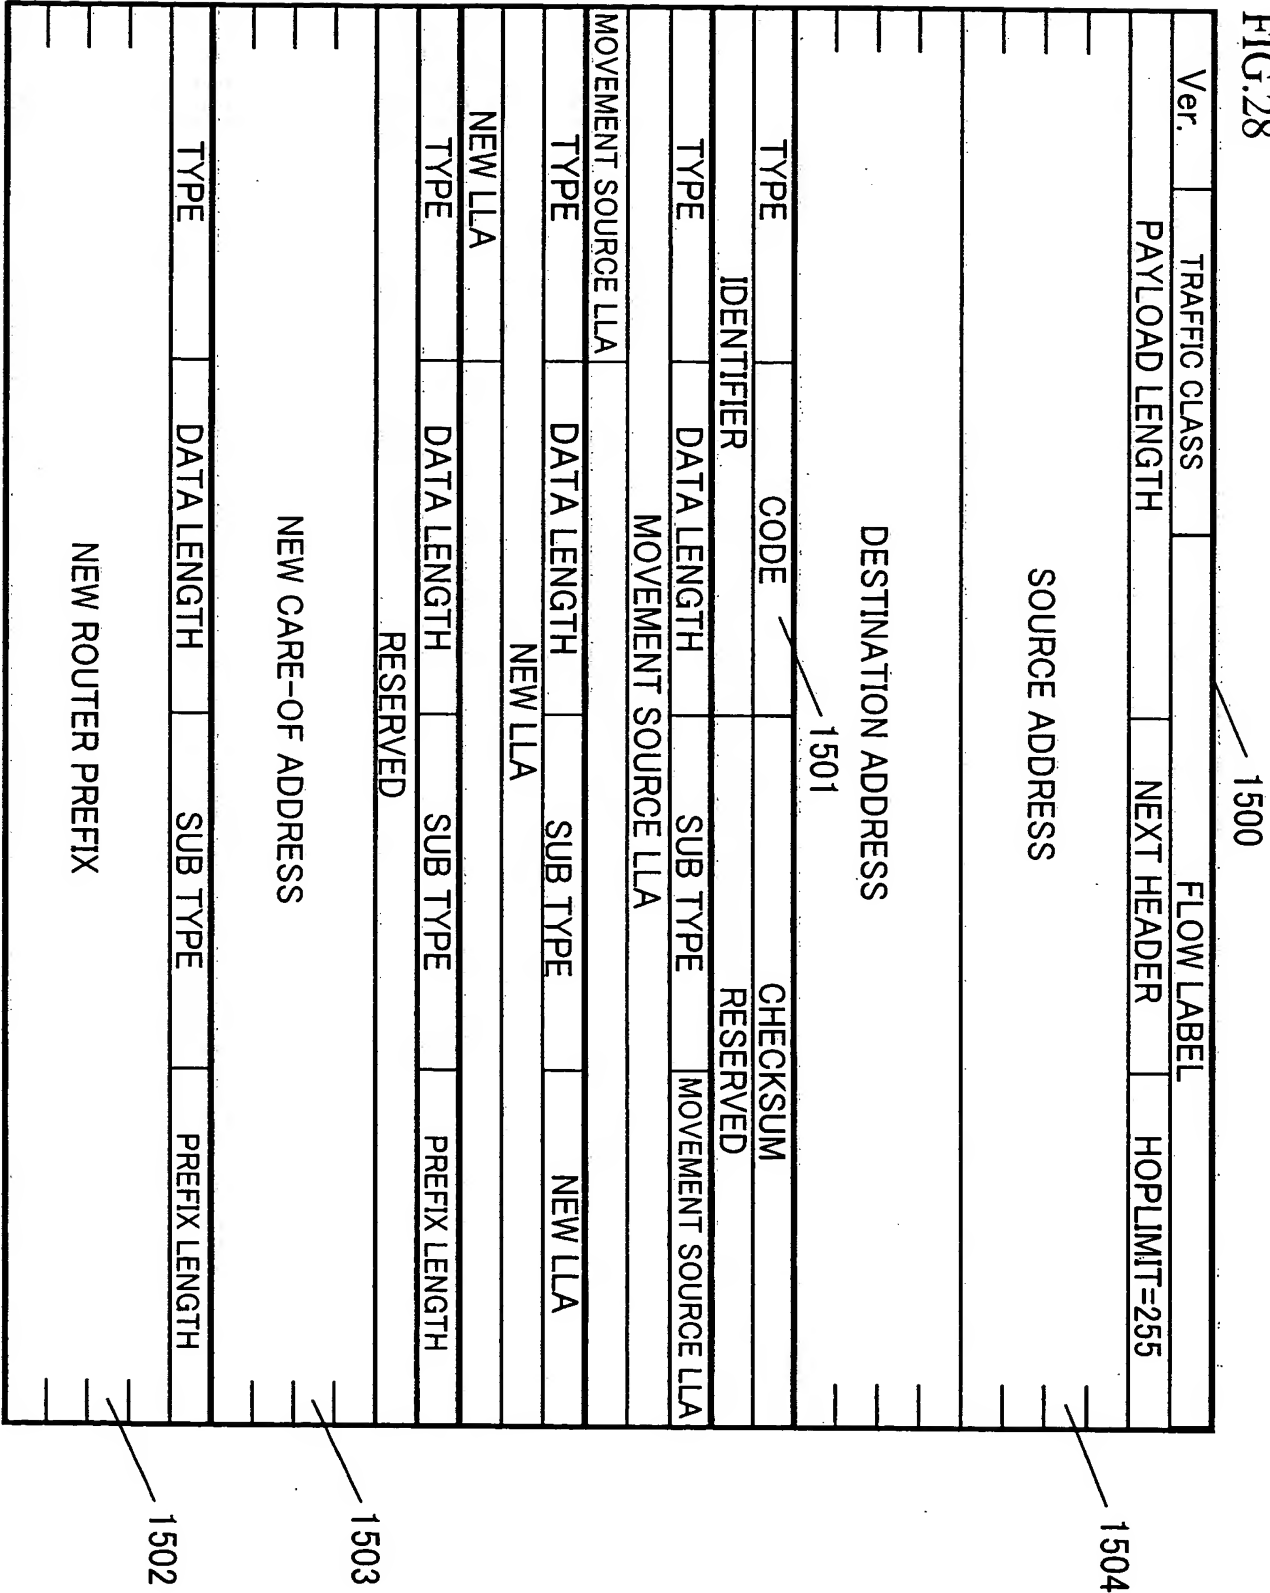 FIG.28
1500
Ver. TRAFFIC CLASS FLOW LABEL
PAYLOAD LENGTH NEXT HEADER HOPLIMIT=255
SOURCE ADDRESS
1504
DESTINATION ADDRESS
1501
TYPE CODE CHECKSUM
IDENTIFIER RESERVED
TYPE DATA LENGTH SUB TYPE MOVEMENT SOURCE LLA
MOVEMENT SOURCE LLA
MOVEMENT SOURCE LLA
TYPE DATA LENGTH SUB TYPE NEW LLA
NEW LLA
NEW LLA
TYPE DATA LENGTH SUB TYPE PREFIX LENGTH
RESERVED
NEW CARE-OF ADDRESS
1503
TYPE DATA LENGTH SUB TYPE PREFIX LENGTH
NEW ROUTER PREFIX
1502